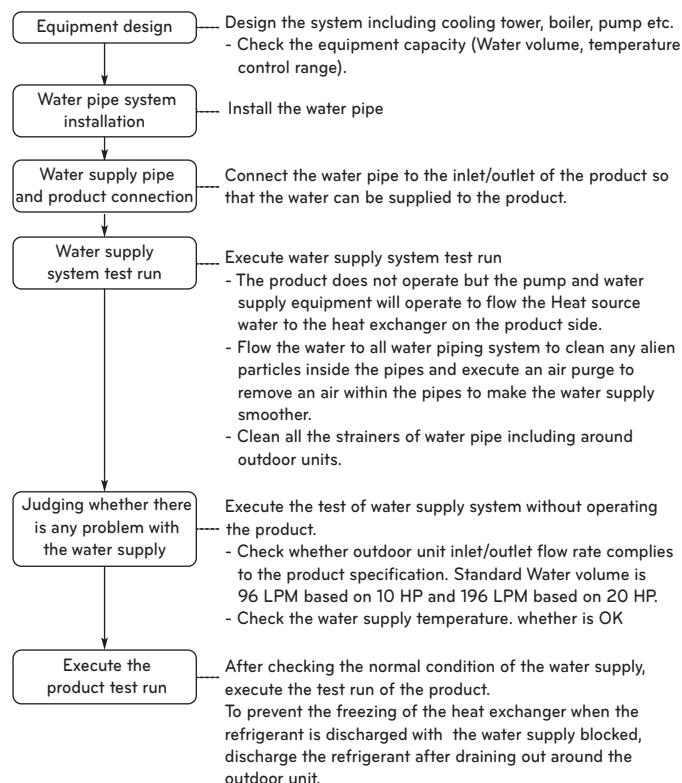 Equipment design
Design the system including cooling tower, boiler, pump etc.
- Check the equipment capacity (Water volume, temperature
control range).
Water pipe system
installation
Install the water pipe
Water supply pipe
and product connection
Connect the water pipe to the inlet/outlet of the product so
that the water can be supplied to the product.
Water supply
system test run
Execute water supply system test run
- The product does not operate but the pump and water
supply equipment will operate to flow the Heat source
water to the heat exchanger on the product side.
- Flow the water to all water piping system to clean any alien
particles inside the pipes and execute an air purge to
remove an air within the pipes to make the water supply
smoother.
- Clean all the strainers of water pipe including around
outdoor units.
Judging whether there
is any problem with
the water supply
Execute the test of water supply system without operating
the product.
- Check whether outdoor unit inlet/outlet flow rate complies
to the product specification. Standard Water volume is
96 LPM based on 10 HP and 196 LPM based on 20 HP.
- Check the water supply temperature. whether is OK
Execute the
product test run
After checking the normal condition of the water supply,
execute the test run of the product.
To prevent the freezing of the heat exchanger when the
refrigerant is discharged with the water supply blocked,
discharge the refrigerant after draining out around the
outdoor unit.